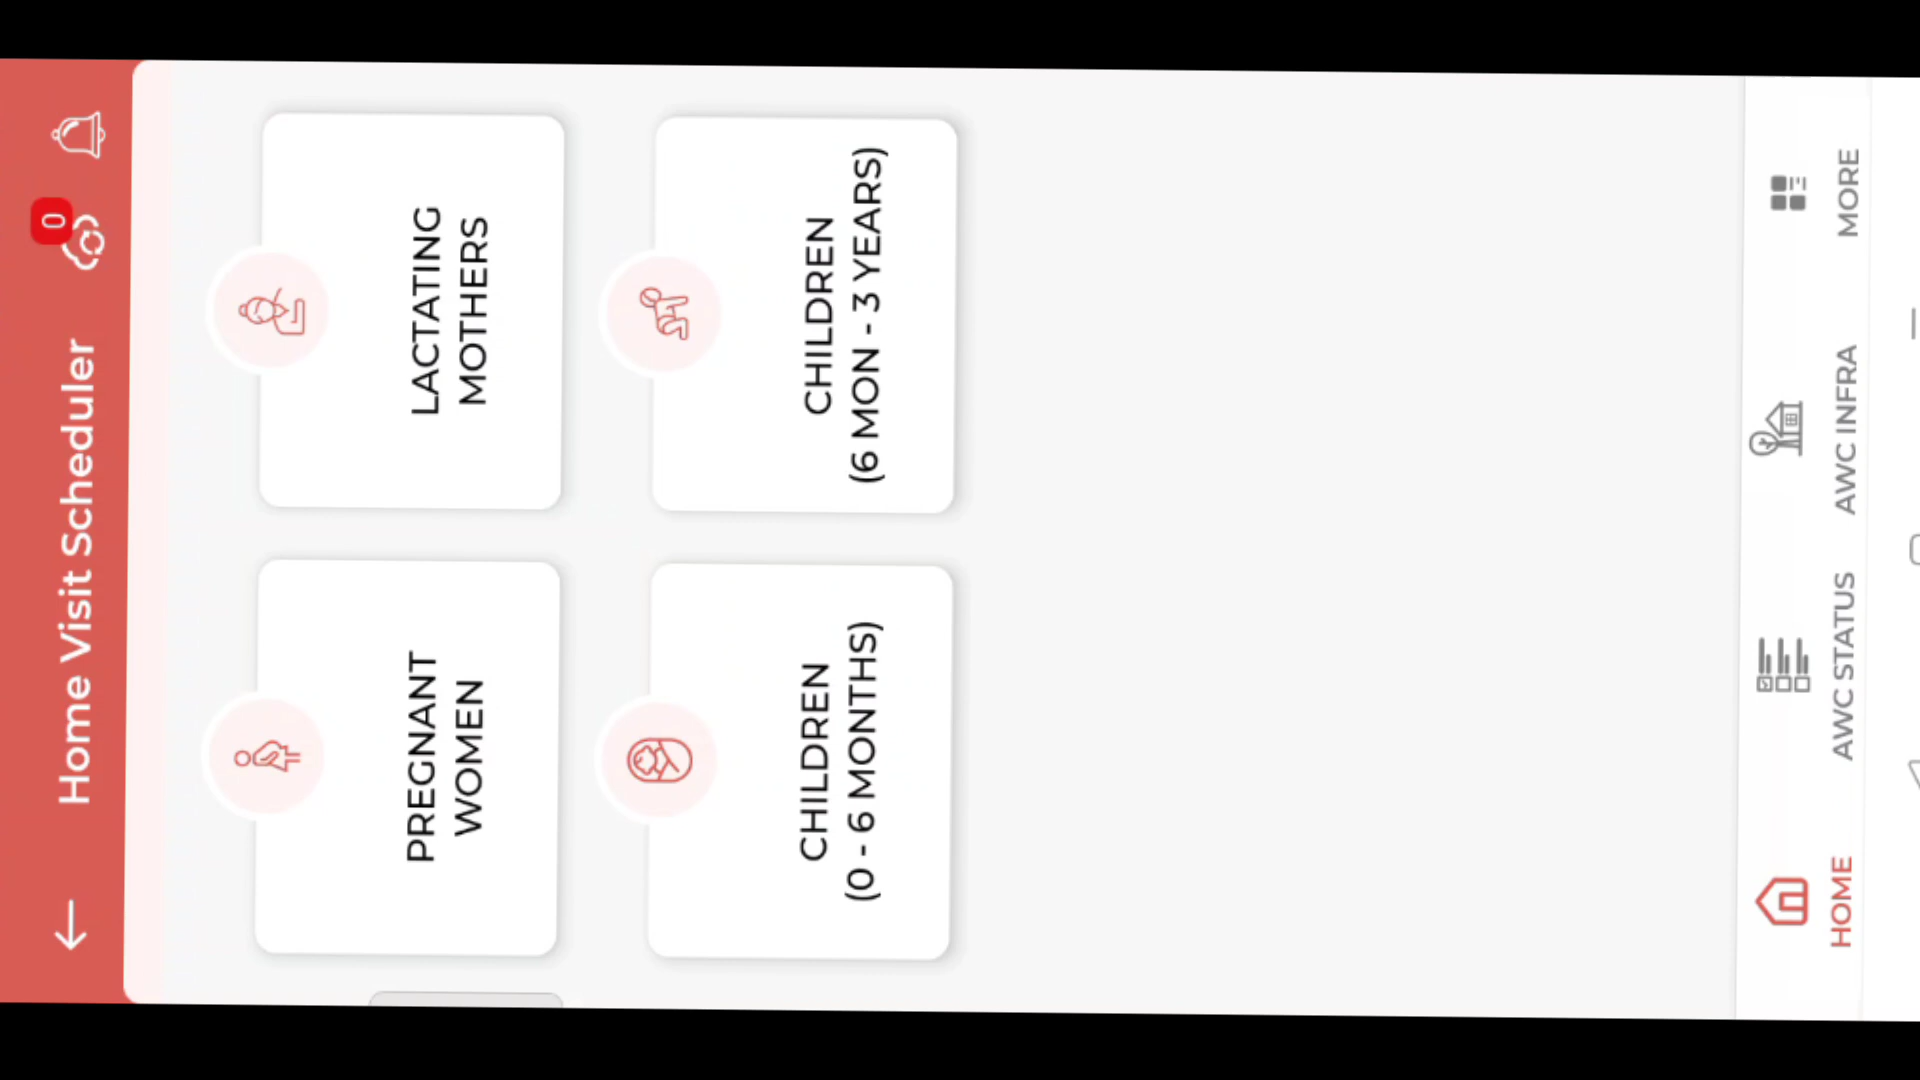 Home Visit Scheduler
0
PREGNANT
WOMEN
LACTATING
MOTHERS
CHILDREN
(0 - 6 MONTHS)
CHILDREN
(6 MON - 3 YEARS)
HOME
AWC STATUS
AWC INFRA
MORE